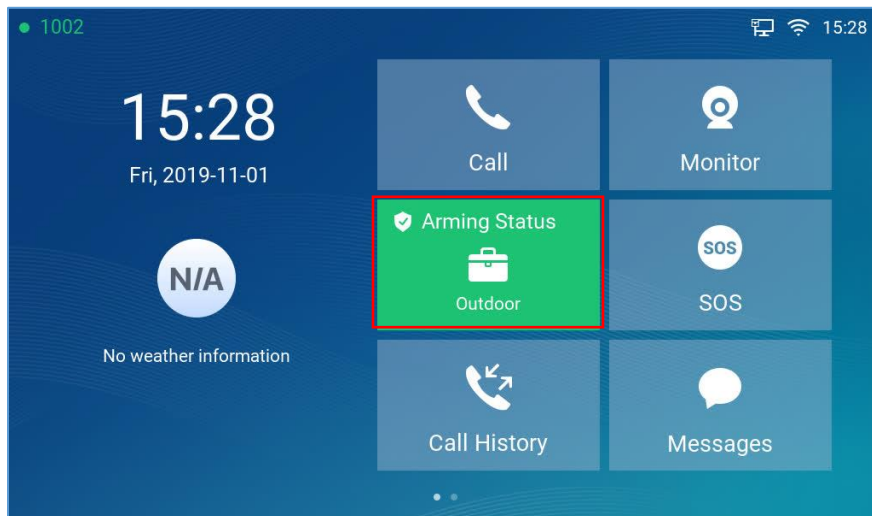 1002
15:28
15:28
Fri, 2019-11-01
N/A
No weather information
Call
Monitor
Arming Status
Outdoor
SOS
SOS
Call History
Messages